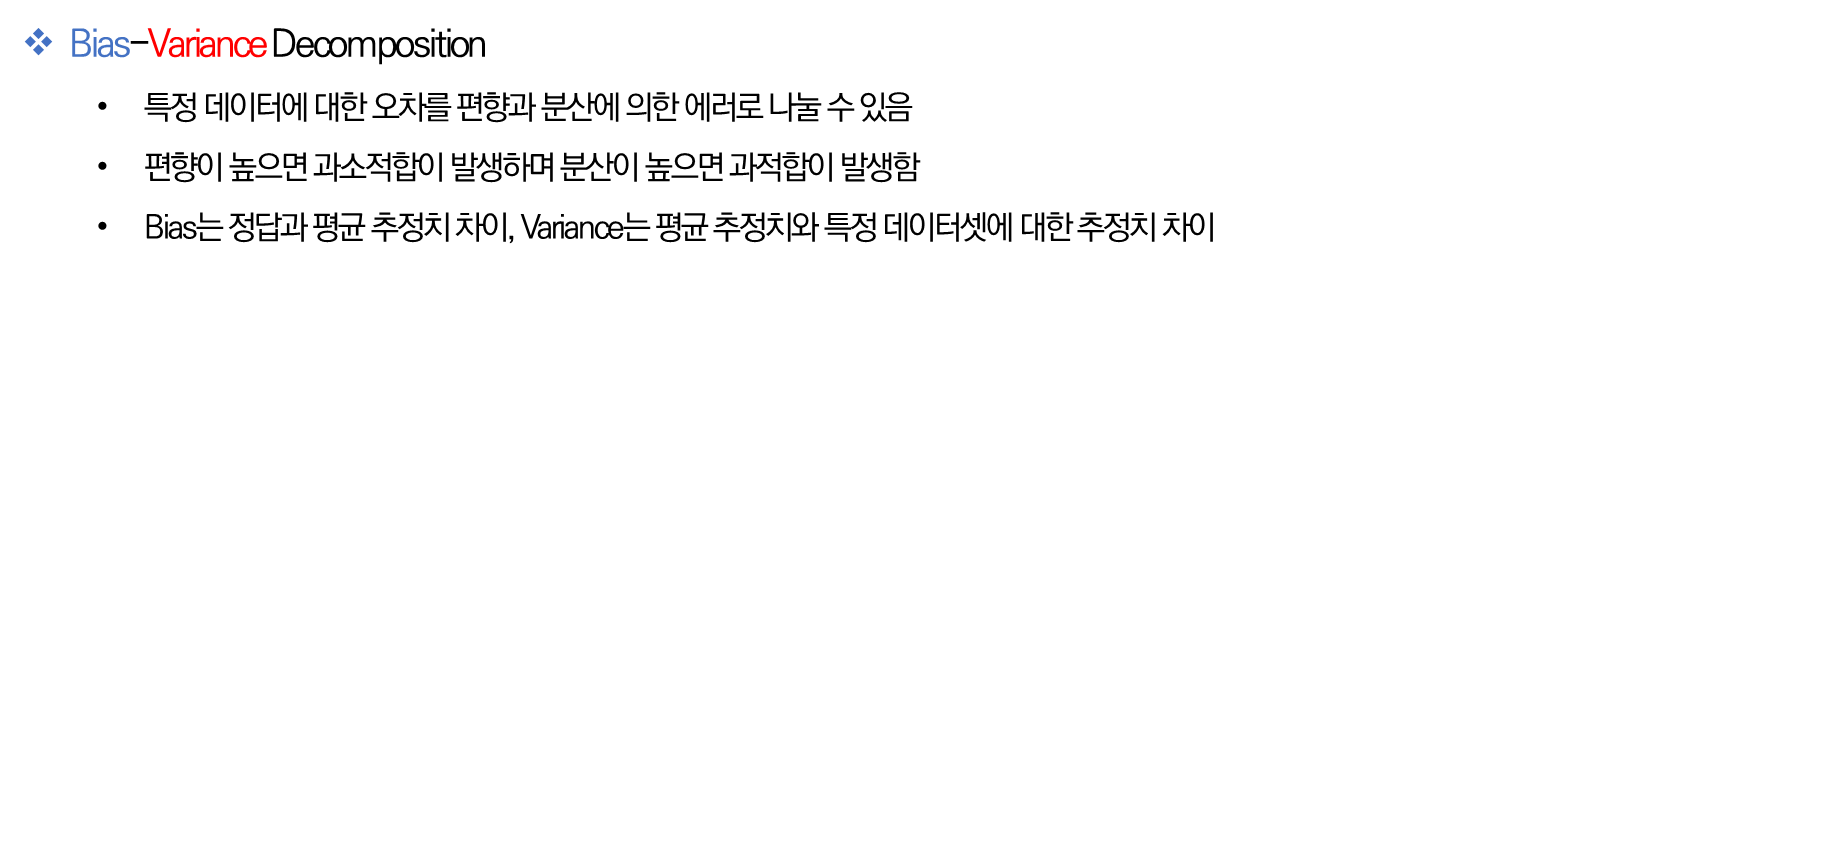 ❖ Bias-Variance Decomposition
• 특정 데이터에 대한 오차를 편향과 분산에 의한 에러로 나눌 수 있음
• 편향이 높으면 과소적합이 발생하며 분산이 높으면 과적합이 발생함
• Bias는 정답과 평균 추정치 차이, Variance는 평균 추정치와 특정 데이터셋에 대한 추정치 차이